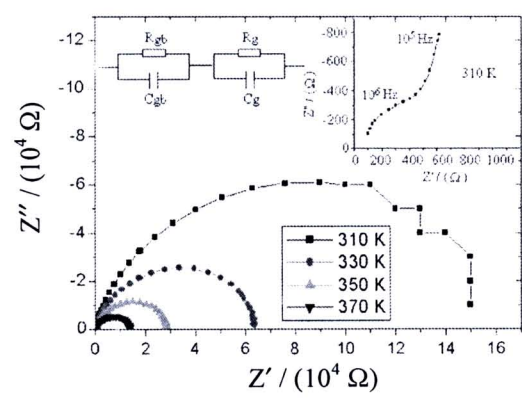 Z″ / (10⁴ Ω)
-12
-11
-8
-6
-4
-2
0
0 2 4 6 8 10 12 14 16
Z′ / (10⁴ Ω)
Rgb Rg
Cgb Cg
310 K
330 K
350 K
370 K
-800
-600
-400
-200
0
0 200 400 600 800 1000
Z′/ (Ω)
Z′/ (Ω)
10⁵ Hz
10⁶ Hz
310 K